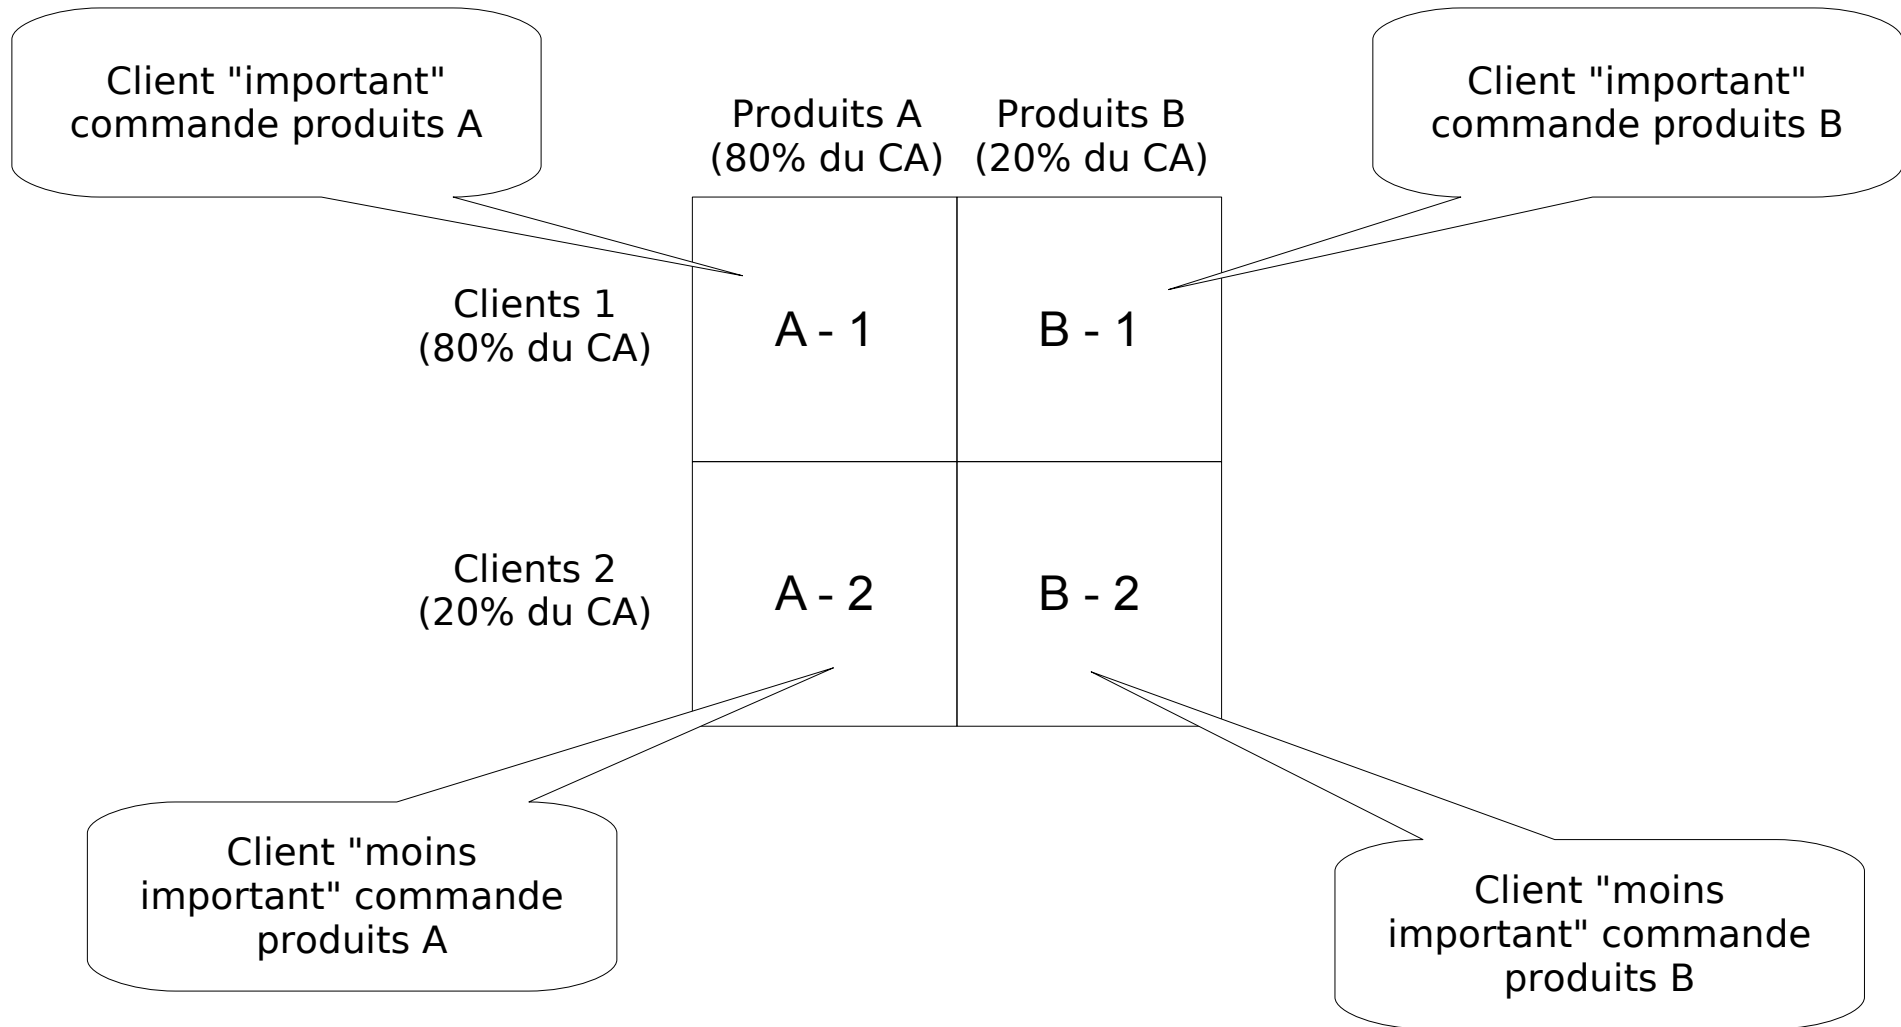 Client "important"
commande produits A
Client "important"
commande produits B
Produits A
(80% du CA)
Produits B
(20% du CA)
Clients 1
(80% du CA)
A - 1
B - 1
Clients 2
(20% du CA)
A - 2
B - 2
Client "moins
important" commande
produits A
Client "moins
important" commande
produits B